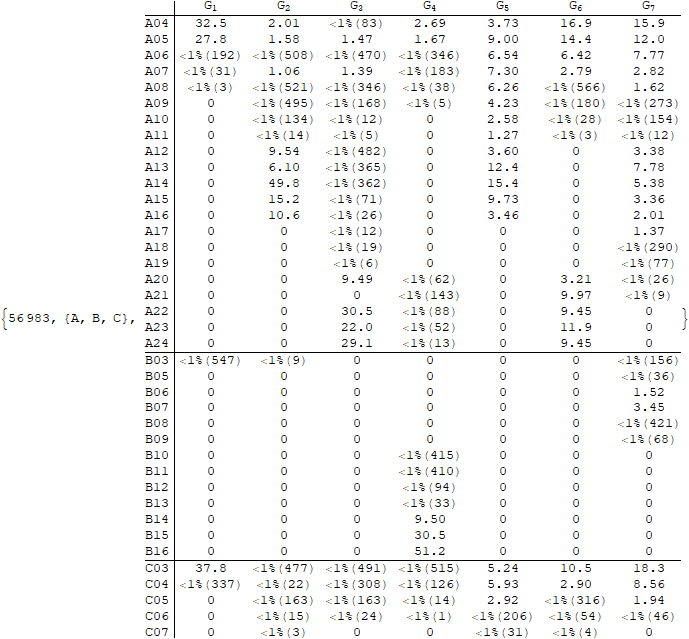 G1 G2 G3 G4 G5 G6 G7
A04 32.5 2.01 <1%(83) 2.69 3.73 16.9 15.9
A05 27.8 1.58 1.47 1.67 9.00 14.4 12.0
A06 <1%(192) <1%(508) <1%(470) <1%(346) 6.54 6.42 7.77
A07 <1%(31) 1.06 1.39 <1%(183) 7.30 2.79 2.82
A08 <1%(3) <1%(521) <1%(346) <1%(38) 6.26 <1%(566) 1.62
A09 0 <1%(495) <1%(168) <1%(5) 4.23 <1%(180) <1%(273)
A10 0 <1%(134) <1%(12) 0 2.58 <1%(28) <1%(154)
A11 0 <1%(14) <1%(5) 0 1.27 <1%(3) <1%(12)
A12 0 9.54 <1%(482) 0 3.60 0 3.38
A13 0 6.10 <1%(365) 0 12.4 0 7.78
A14 0 49.8 <1%(362) 0 15.4 0 5.38
A15 0 15.2 <1%(71) 0 9.73 0 3.36
A16 0 10.6 <1%(26) 0 3.46 0 2.01
A17 0 0 <1%(12) 0 0 0 1.37
A18 0 0 <1%(19) 0 0 0 <1%(290)
A19 0 0 <1%(6) 0 0 0 <1%(77)
A20 0 0 9.49 <1%(62) 0 3.21 <1%(26)
A21 0 0 0 <1%(143) 0 9.97 <1%(9)
{56983, {A, B, C}, A22 0 0 30.5 <1%(88) 0 9.45 0 }
A23 0 0 22.0 <1%(52) 0 11.9 0
A24 0 0 29.1 <1%(13) 0 9.45 0
B03 <1%(547) <1%(9) 0 0 0 0 <1%(156)
B05 0 0 0 0 0 0 <1%(36)
B06 0 0 0 0 0 0 1.52
B07 0 0 0 0 0 0 3.45
B08 0 0 0 0 0 0 <1%(421)
B09 0 0 0 0 0 0 <1%(68)
B10 0 0 0 <1%(415) 0 0 0
B11 0 0 0 <1%(410) 0 0 0
B12 0 0 0 <1%(94) 0 0 0
B13 0 0 0 <1%(33) 0 0 0
B14 0 0 0 9.50 0 0 0
B15 0 0 0 30.5 0 0 0
B16 0 0 0 51.2 0 0 0
C03 37.8 <1%(477) <1%(491) <1%(515) 5.24 10.5 18.3
C04 <1%(337) <1%(22) <1%(308) <1%(126) 5.93 2.90 8.56
C05 0 <1%(163) <1%(163) <1%(14) 2.92 <1%(316) 1.94
C06 0 <1%(15) <1%(24) <1%(1) <1%(206) <1%(54) <1%(46)
C07 0 <1%(3) 0 0 <1%(31) <1%(4) 0